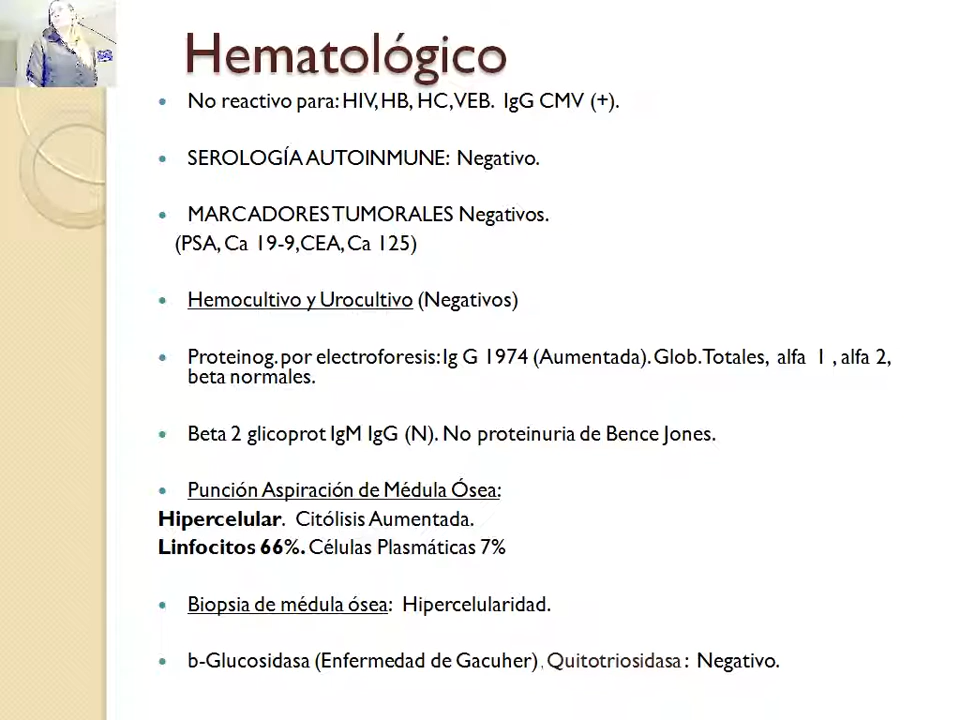 Hematológico
• No reactivo para: HIV, HB, HC, VEB. IgG CMV (+).
• SEROLOGÍA AUTOINMUNE: Negativo.
• MARCADORES TUMORALES Negativos.
(PSA, Ca 19-9, CEA, Ca 125)
• Hemocultivo y Urocultivo (Negativos)
• Proteinog. por electroforesis: Ig G 1974 (Aumentada). Glob. Totales, alfa 1 , alfa 2,
beta normales.
• Beta 2 glicoprot IgM IgG (N). No proteinuria de Bence Jones.
• Punción Aspiración de Médula Ósea:
Hipercelular. Citólisis Aumentada.
Linfocitos 66%. Células Plasmáticas 7%
• Biopsia de médula ósea: Hipercelularidad.
• b-Glucosidasa (Enfermedad de Gacuher) , Quitotriosidasa : Negativo.